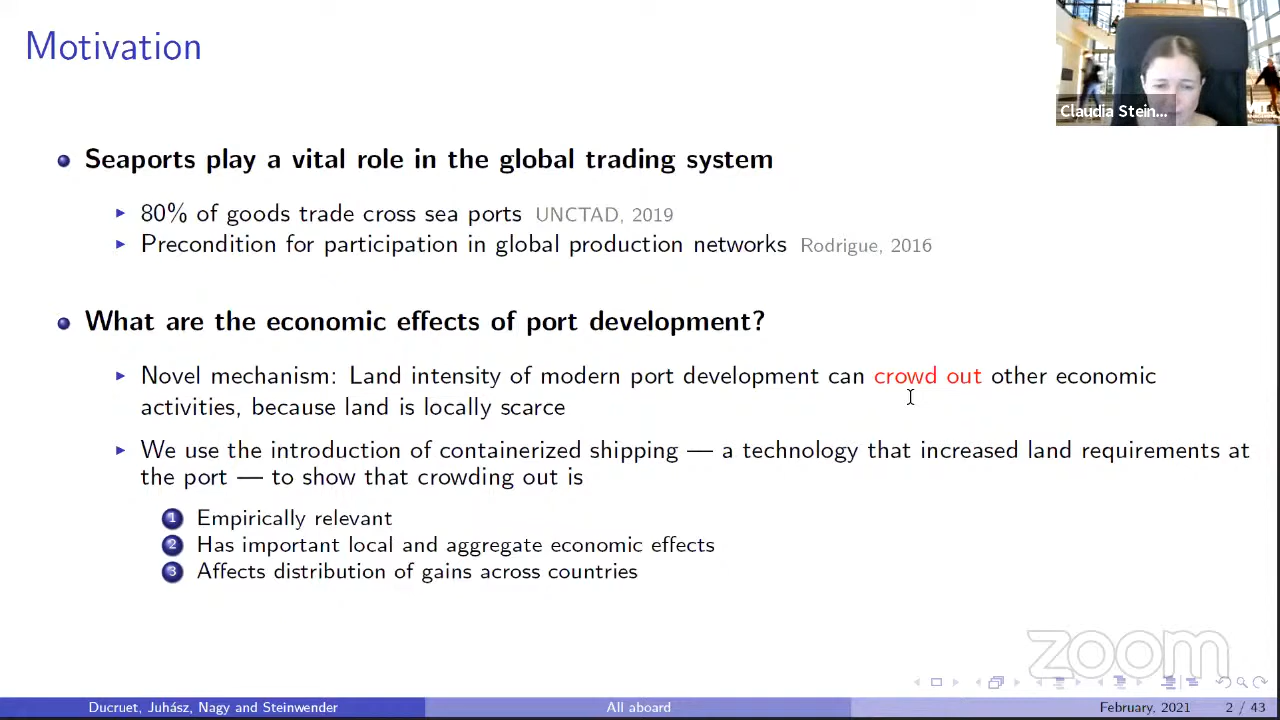 Motivation
Claudia Stein...
Seaports play a vital role in the global trading system
80% of goods trade cross sea ports UNCTAD, 2019
Precondition for participation in global production networks Rodrigue, 2016
What are the economic effects of port development?
Novel mechanism: Land intensity of modern port development can crowd out other economic
activities, because land is locally scarce
We use the introduction of containerized shipping — a technology that increased land requirements at
the port — to show that crowding out is
1 Empirically relevant
2 Has important local and aggregate economic effects
3 Affects distribution of gains across countries
zoom
Ducruet, Juhász, Nagy and Steinwender All aboard February, 2021 2 / 43